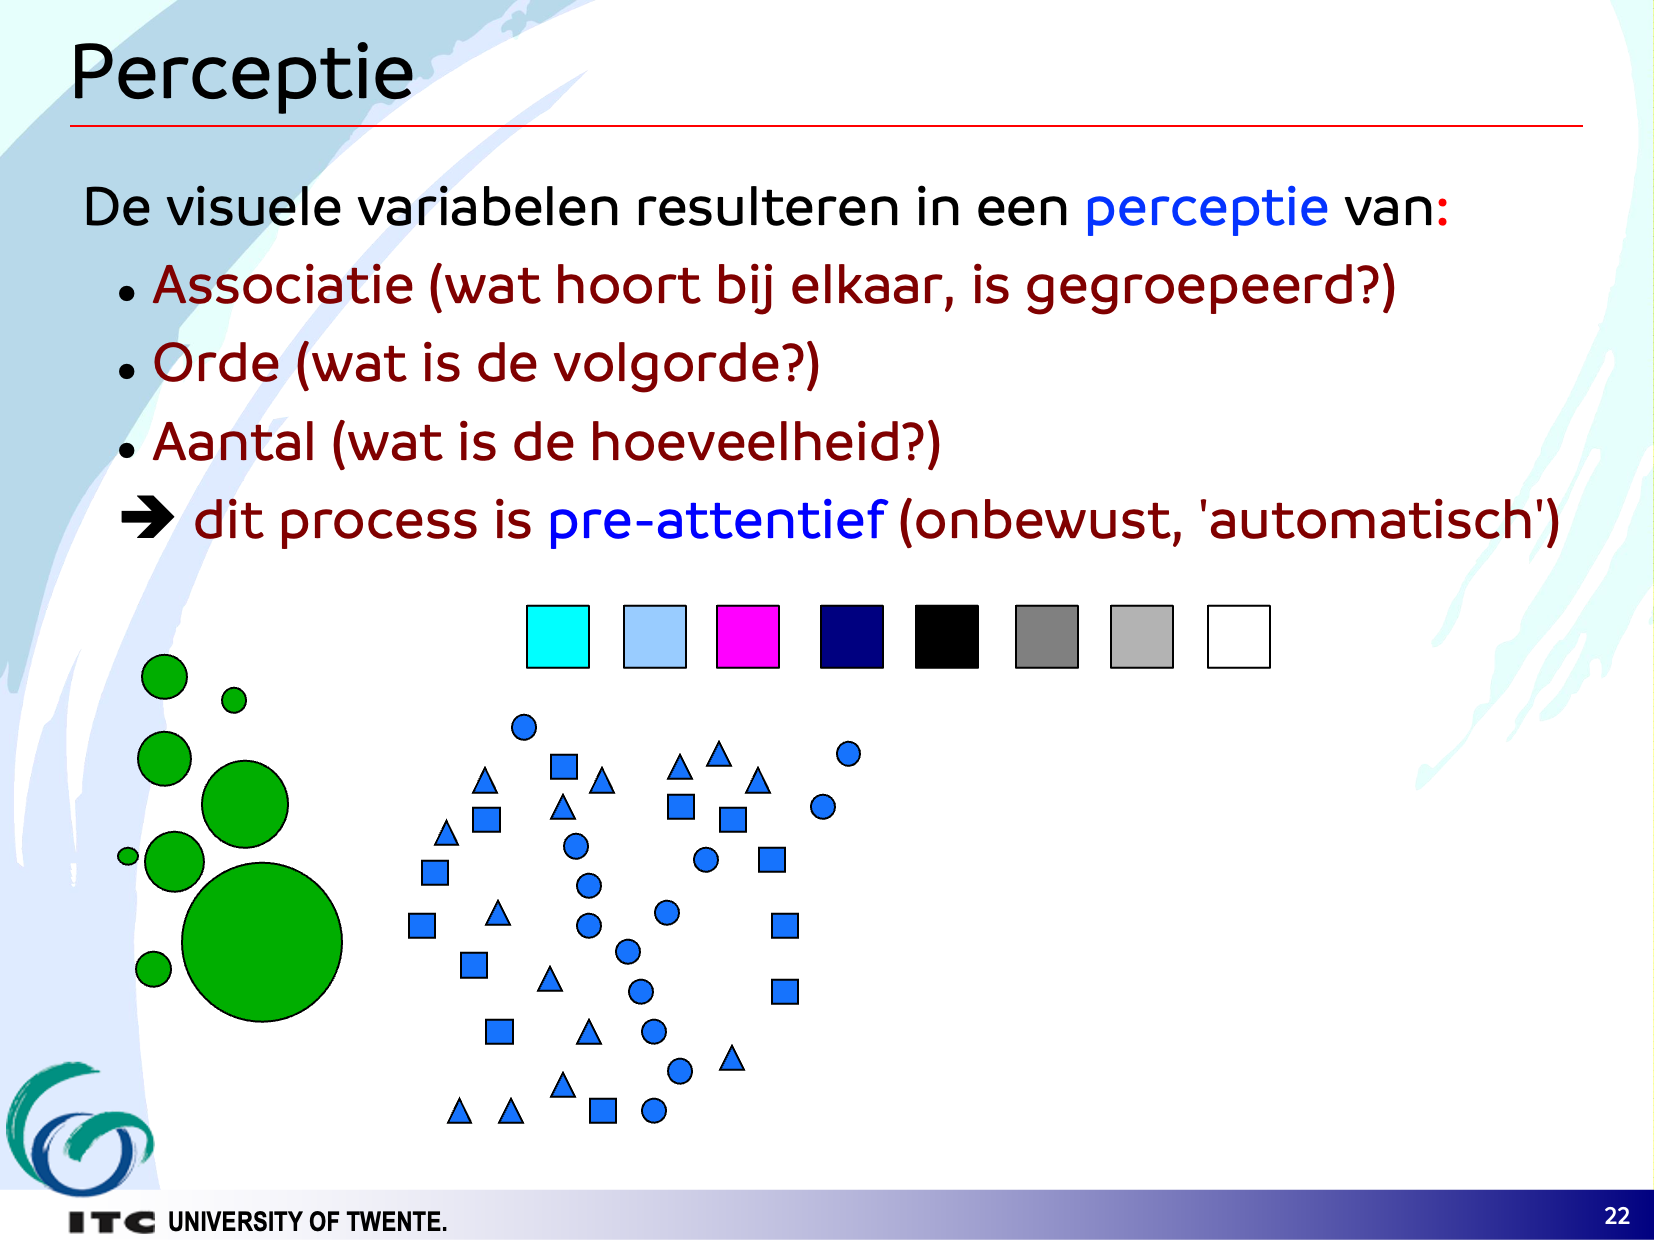 Perceptie
De visuele variabelen resulteren in een perceptie van:
• Associatie (wat hoort bij elkaar, is gegroepeerd?)
• Orde (wat is de volgorde?)
• Aantal (wat is de hoeveelheid?)
➔ dit process is pre-attentief (onbewust, 'automatisch')
ITC UNIVERSITY OF TWENTE.
22